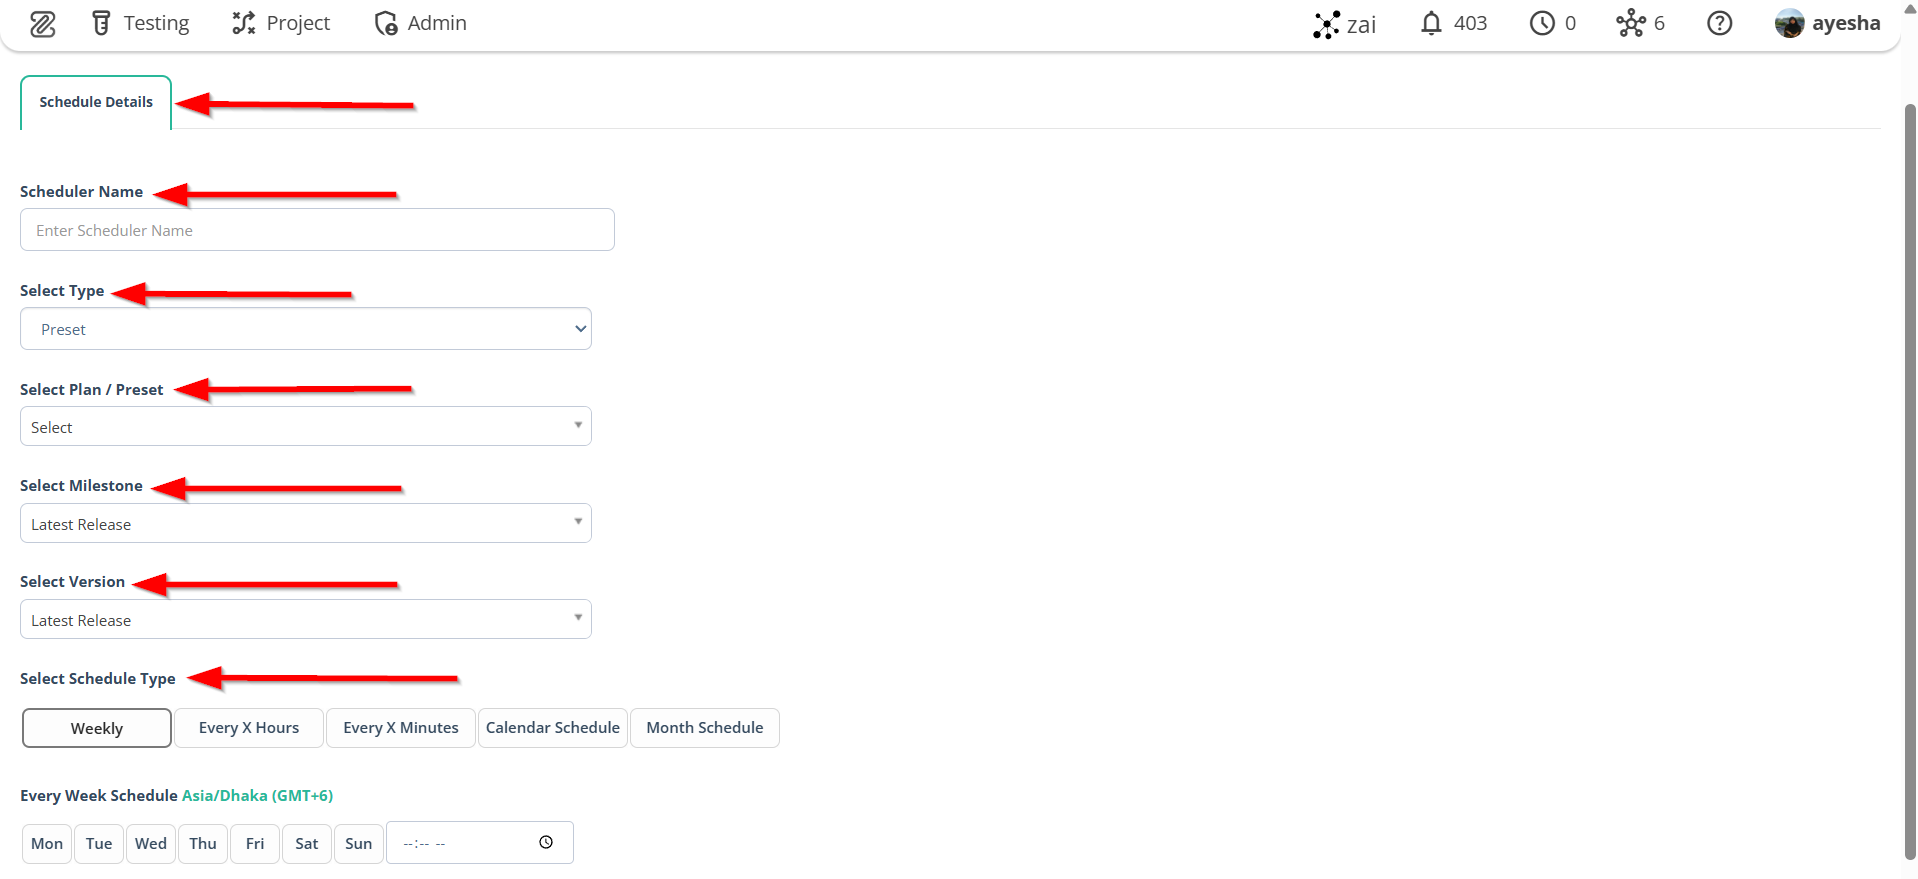 Testing Project Admin zai 403 0 6 ayesha
Schedule Details
Scheduler Name
Enter Scheduler Name
Select Type
Preset
Select Plan / Preset
Select
Select Milestone
Latest Release
Select Version
Latest Release
Select Schedule Type
Weekly Every X Hours Every X Minutes Calendar Schedule Month Schedule
Every Week Schedule Asia/Dhaka (GMT+6)
Mon Tue Wed Thu Fri Sat Sun --:-- --